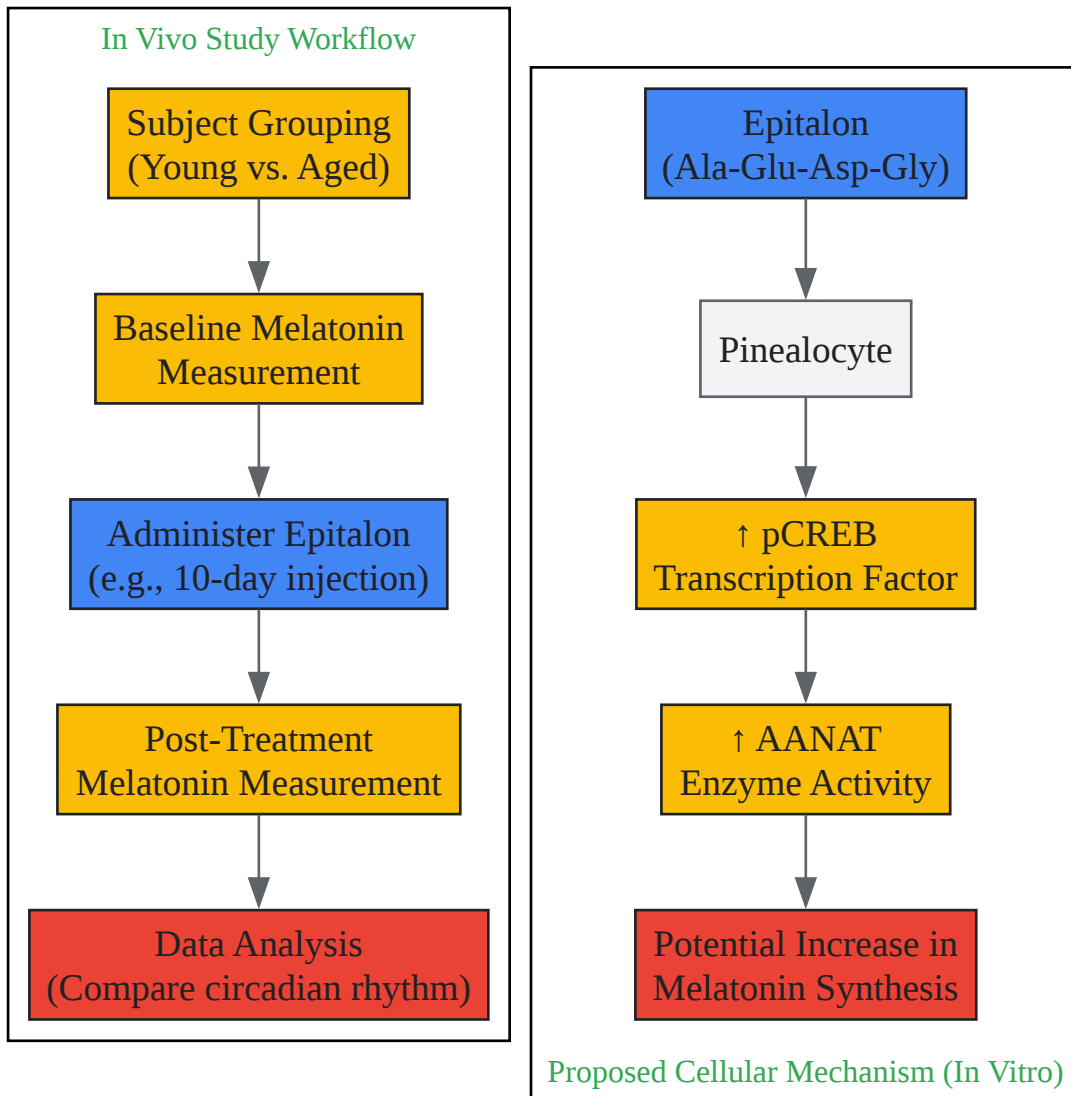 In Vivo Study Workflow
Subject Grouping
(Young vs. Aged)
Baseline Melatonin
Measurement
Administer Epitalon
(e.g., 10-day injection)
Post-Treatment
Melatonin Measurement
Data Analysis
(Compare circadian rhythm)
Epitalon
(Ala-Glu-Asp-Gly)
Pinealocyte
↑ pCREB
Transcription Factor
↑ AANAT
Enzyme Activity
Potential Increase in
Melatonin Synthesis
Proposed Cellular Mechanism (In Vitro)